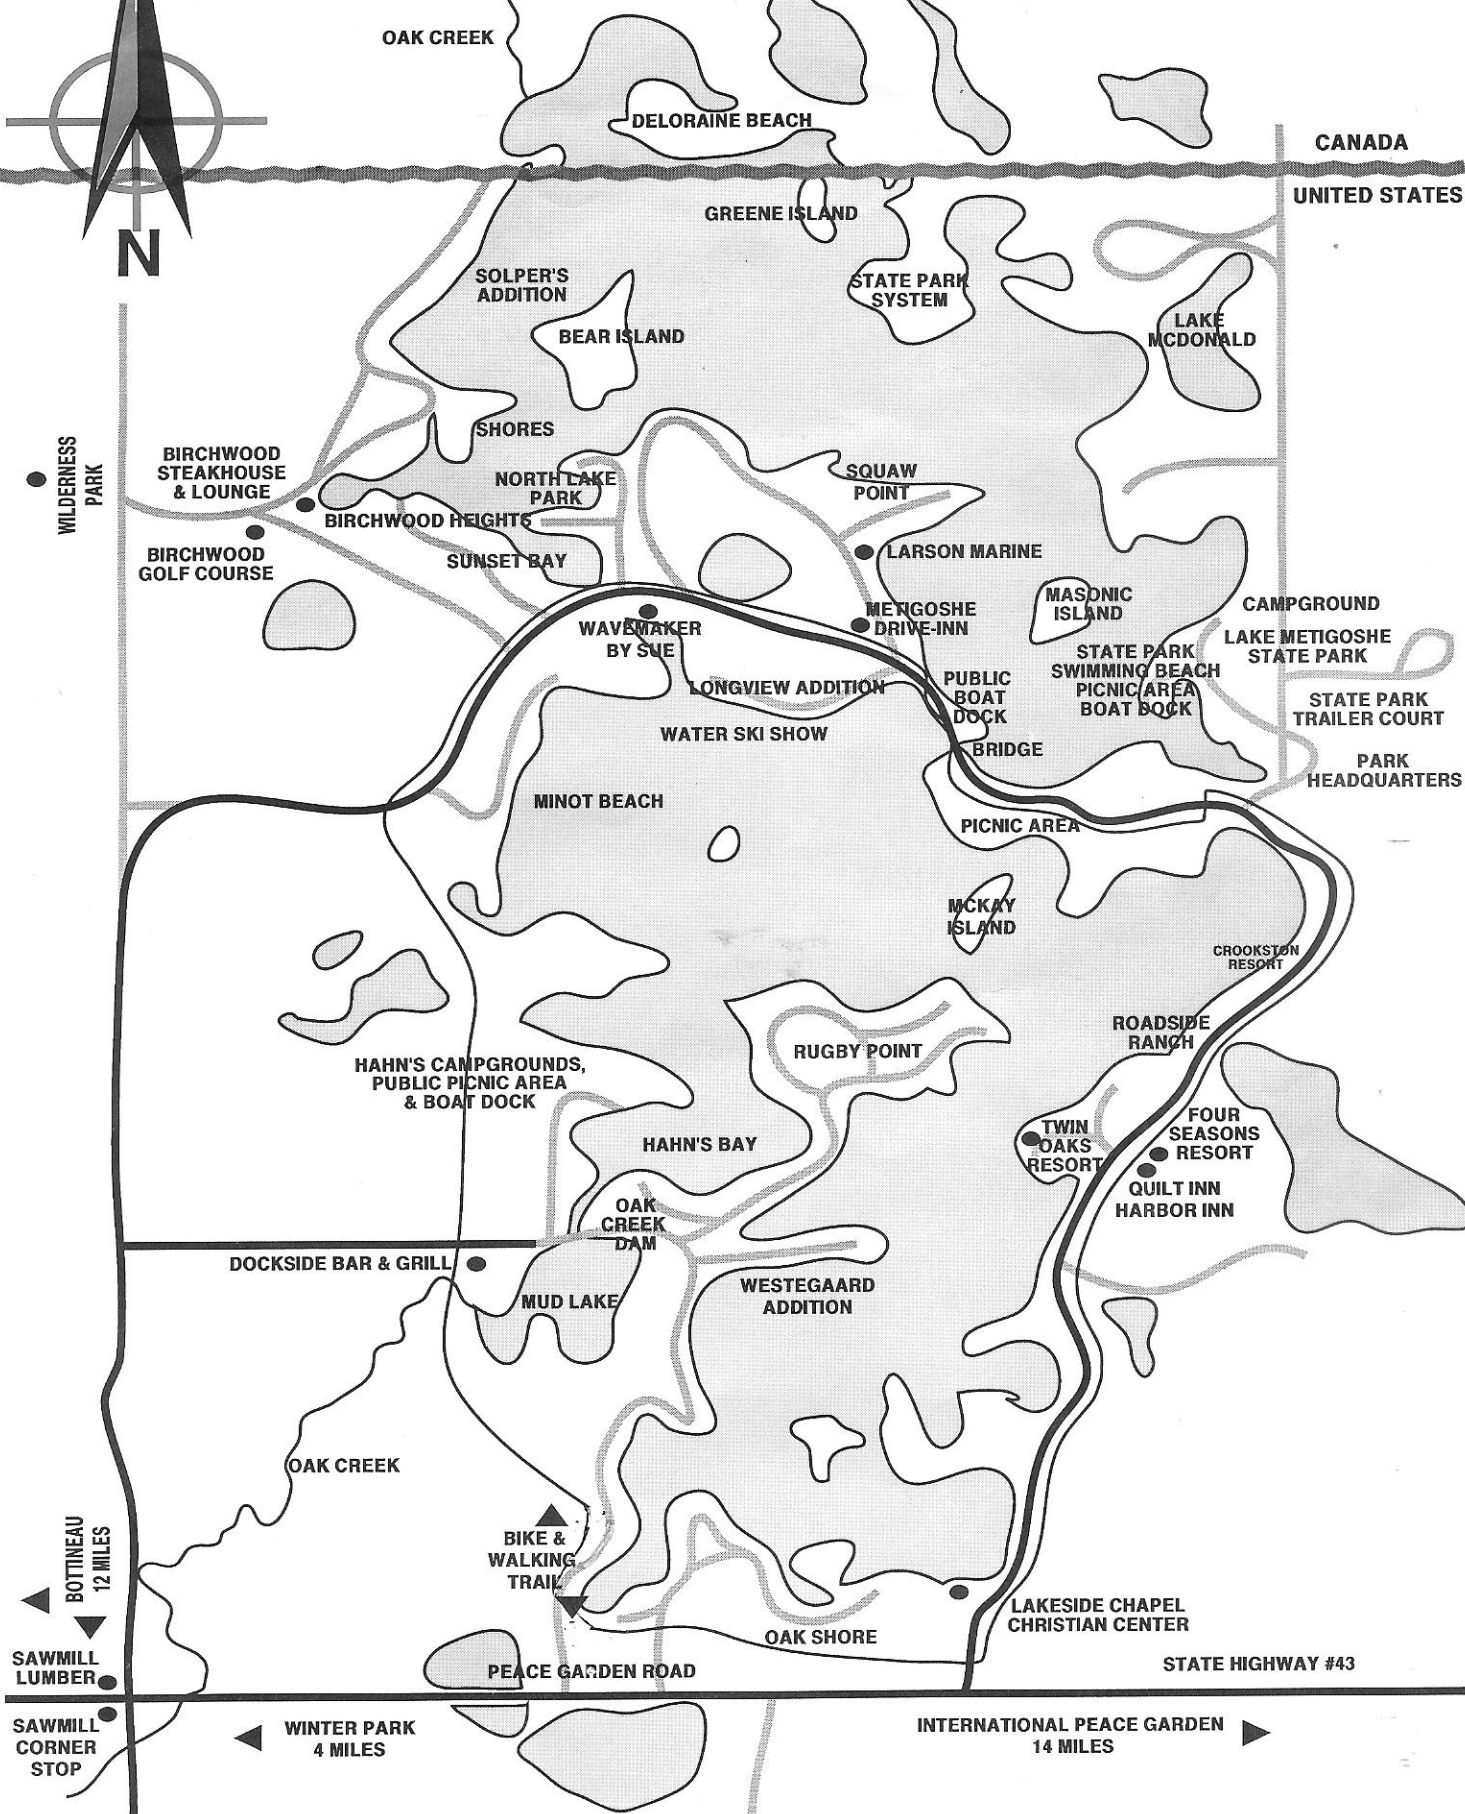 OAK CREEK
DELORAINE BEACH
CANADA
UNITED STATES
N
GREENE ISLAND
SOLPER'S
ADDITION
BEAR ISLAND
STATE PARK
SYSTEM
LAKE
MCDONALD
SHORES
WILDERNESS
PARK
BIRCHWOOD
STEAKHOUSE
& LOUNGE
NORTH LAKE
PARK
SQUAW
POINT
BIRCHWOOD HEIGHTS
BIRCHWOOD
GOLF COURSE
SUNSET BAY
LARSON MARINE
WAVEMAKER
BY SUE
METIGOSHE
DRIVE-INN
MASONIC
ISLAND
CAMPGROUND
LAKE METIGOSHE
STATE PARK
STATE PARK
SWIMMING BEACH
PICNIC AREA
BOAT DOCK
LONGVIEW ADDITION
PUBLIC
BOAT
DOCK
STATE PARK
TRAILER COURT
WATER SKI SHOW
BRIDGE
PARK
HEADQUARTERS
MINOT BEACH
PICNIC AREA
MCKAY
ISLAND
CROOKSTON
RESORT
ROADSIDE
RANCH
RUGBY POINT
HAHN'S CAMPGROUNDS,
PUBLIC PICNIC AREA
& BOAT DOCK
HAHN'S BAY
TWIN
OAKS
RESORT
FOUR
SEASONS
RESORT
QUILT INN
HARBOR INN
OAK
CREEK
DAM
DOCKSIDE BAR & GRILL
MUD LAKE
WESTEGAARD
ADDITION
OAK CREEK
BOTTINEAU
12 MILES
BIKE &
WALKING
TRAIL
LAKESIDE CHAPEL
CHRISTIAN CENTER
OAK SHORE
SAWMILL
LUMBER
PEACE GARDEN ROAD
STATE HIGHWAY #43
SAWMILL
CORNER
STOP
WINTER PARK
4 MILES
INTERNATIONAL PEACE GARDEN
14 MILES